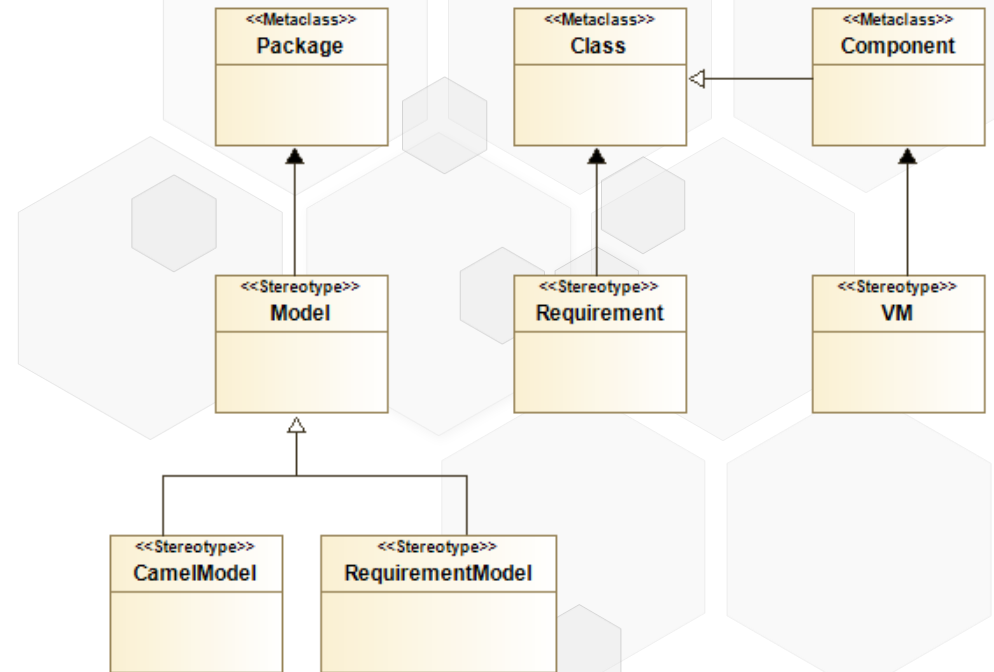 <<Metaclass>>
Package
<<Metaclass>>
Class
<<Metaclass>>
Component
<<Stereotype>>
Model
<<Stereotype>>
Requirement
<<Stereotype>>
VM
<<Stereotype>>
CamelModel
<<Stereotype>>
RequirementModel